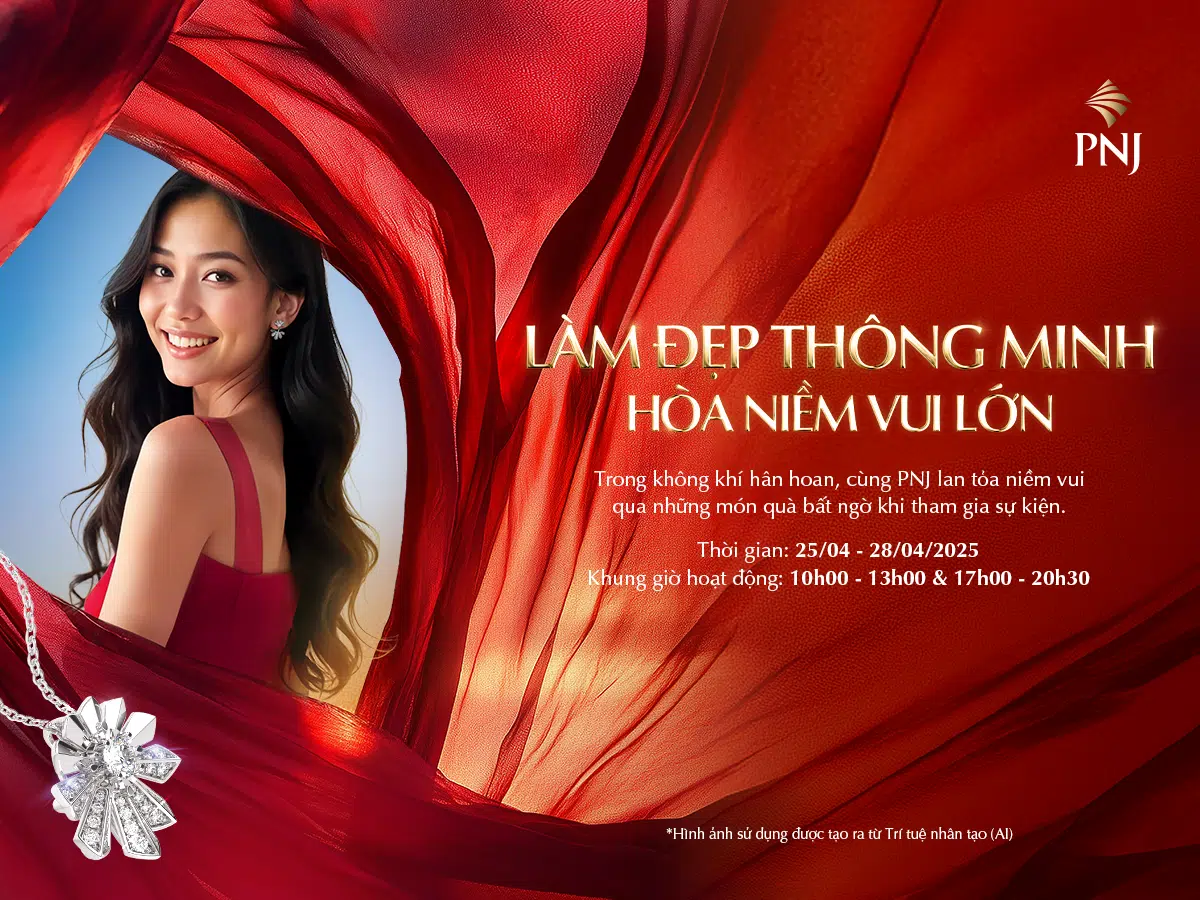 PNJ
LÀM ĐẸP THÔNG MINH
HÒA NIỀM VUI LỚN
Trong không khí hân hoan, cùng PNJ lan tỏa niềm vui
qua những món quà bất ngờ khi tham gia sự kiện.
Thời gian: 25/04 - 28/04/2025
Khung giờ hoạt động: 10h00 - 13h00 & 17h00 - 20h30
*Hình ảnh sử dụng được tạo ra từ Trí tuệ nhân tạo (AI)